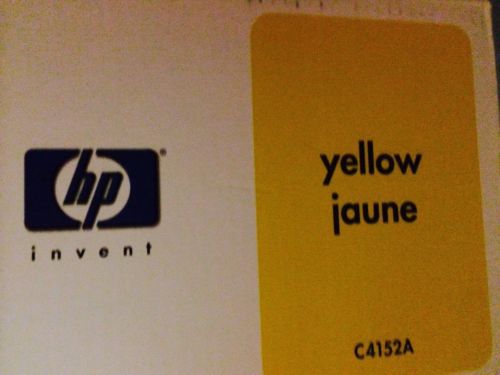 hp
invent
yellow
jaune
C4152A